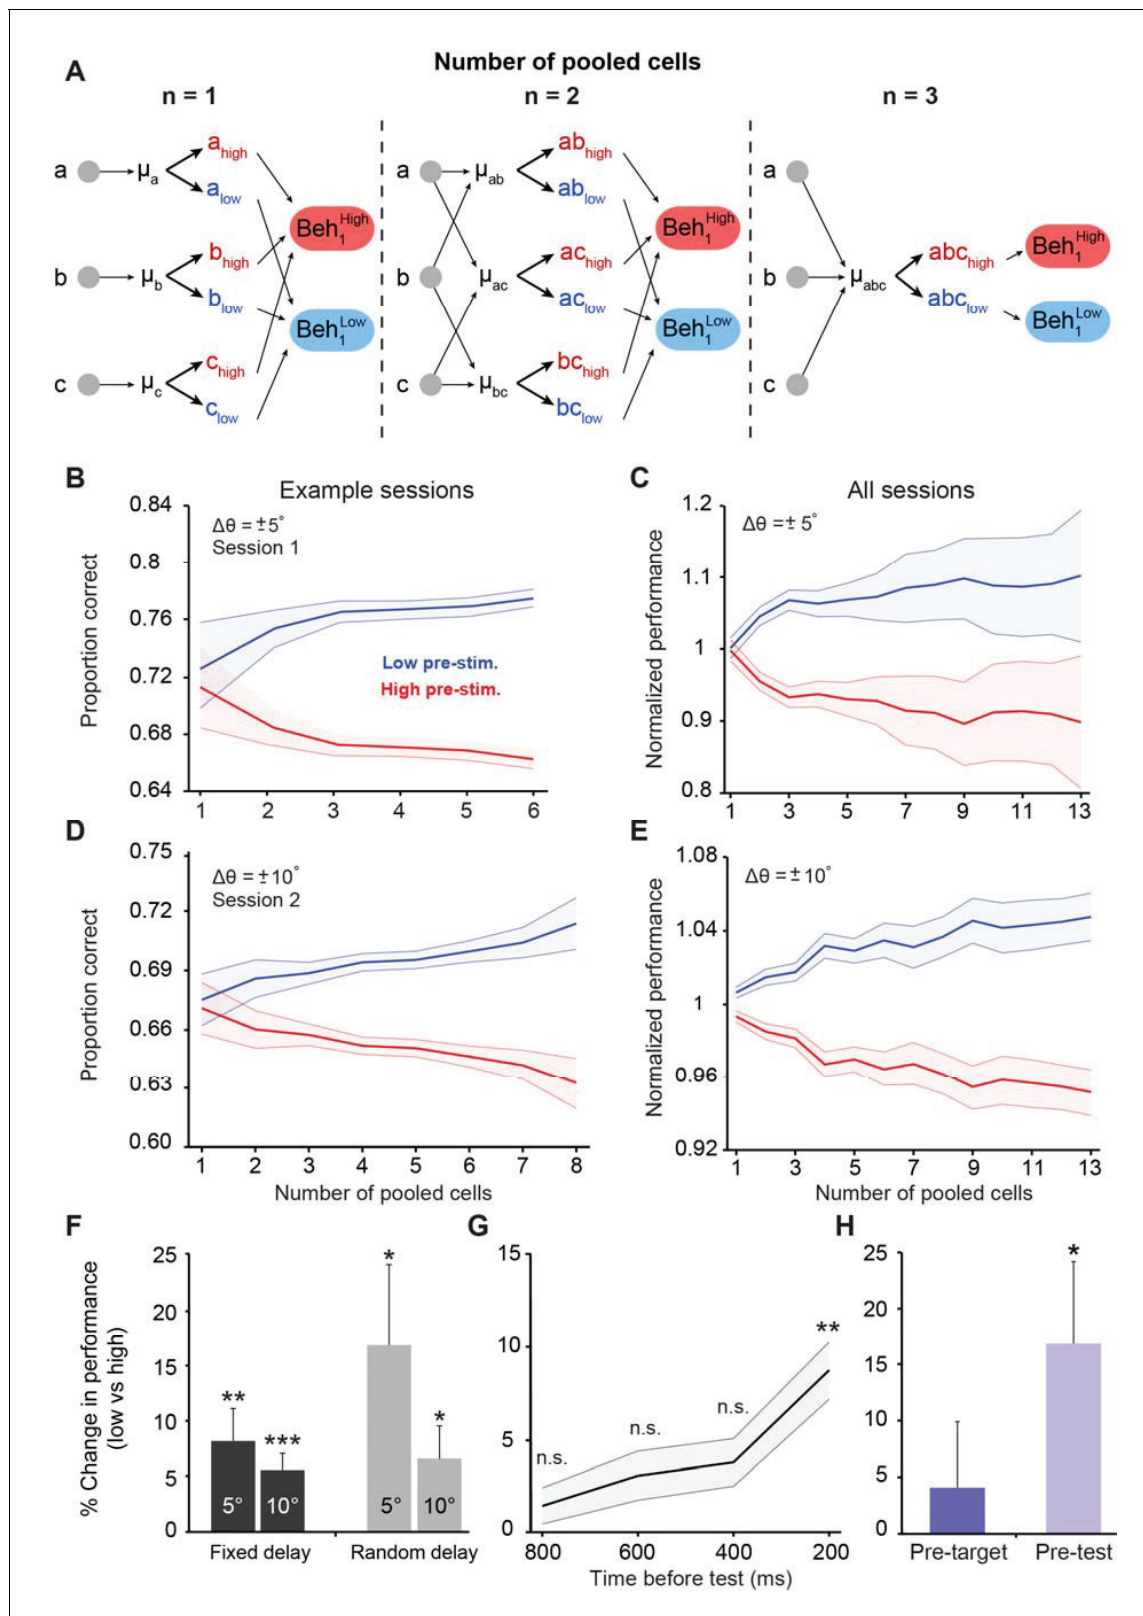 A
Number of pooled cells
n = 1
n = 2
n = 3
a μa ahigh
alow
b μb bhigh
blow
c μc chigh
clow
Beh1High
Beh1Low
a μab abhigh
ablow
b μac achigh
aclow
c μbc bchigh
bclow
Beh1High
Beh1Low
a
b μabc abchigh
abclow
c
Beh1High
Beh1Low
B
Example sessions
Δθ = ±5°
Session 1
Proportion correct
0.84
0.8
0.76
0.72
0.68
0.64
Low pre-stim.
High pre-stim.
1 2 3 4 5 6
C
All sessions
Δθ = ± 5°
Normalized performance
1.2
1.1
1
0.9
0.8
1 3 5 7 9 11 13
D
Δθ = ±10°
Session 2
Proportion correct
0.75
0.72
0.69
0.66
0.63
0.60
1 2 3 4 5 6 7 8
Number of pooled cells
E
Δθ = ± 10°
Normalized performance
1.08
1.04
1
0.96
0.92
1 3 5 7 9 11 13
Number of pooled cells
F
% Change in performance
(low vs high)
25
20
15
10
5
0
**
***
*
*
5° 10° 5° 10°
Fixed delay Random delay
G
15
10
5
0
n.s.
n.s.
n.s.
**
800 600 400 200
Time before test (ms)
H
25
20
15
10
5
0
*
Pre-target Pre-test